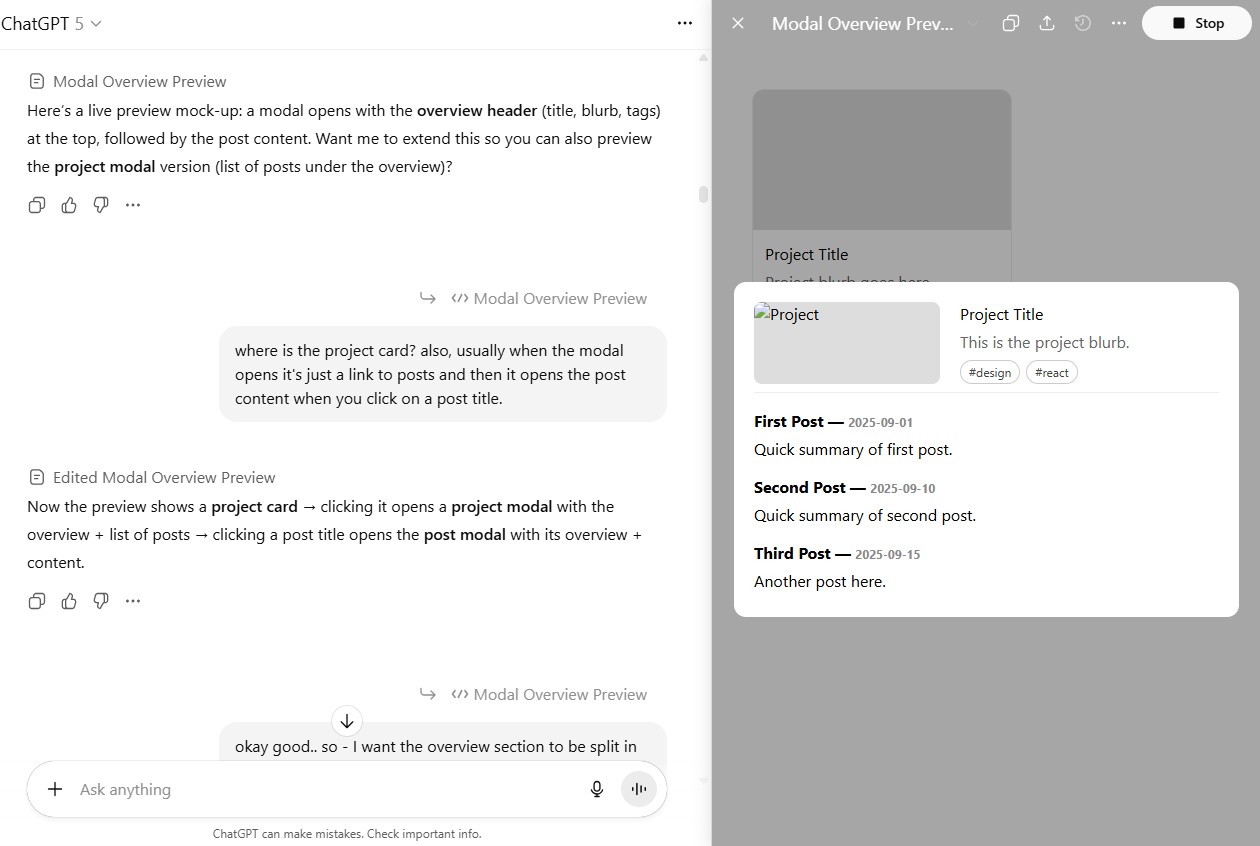 ChatGPT 5
Modal Overview Preview
Here's a live preview mock-up: a modal opens with the overview header (title, blurb, tags)
at the top, followed by the post content. Want me to extend this so you can also preview
the project modal version (list of posts under the overview)?
Modal Overview Preview
where is the project card? also, usually when the modal
opens it's just a link to posts and then it opens the post
content when you click on a post title.
Edited Modal Overview Preview
Now the preview shows a project card → clicking it opens a project modal with the
overview + list of posts → clicking a post title opens the post modal with its overview +
content.
Modal Overview Preview
okay good.. so - I want the overview section to be split in
Ask anything
ChatGPT can make mistakes. Check important info.
Modal Overview Prev...
Stop
Project Title
Project blurb goes here
Project
Project Title
This is the project blurb.
#design #react
First Post — 2025-09-01
Quick summary of first post.
Second Post — 2025-09-10
Quick summary of second post.
Third Post — 2025-09-15
Another post here.